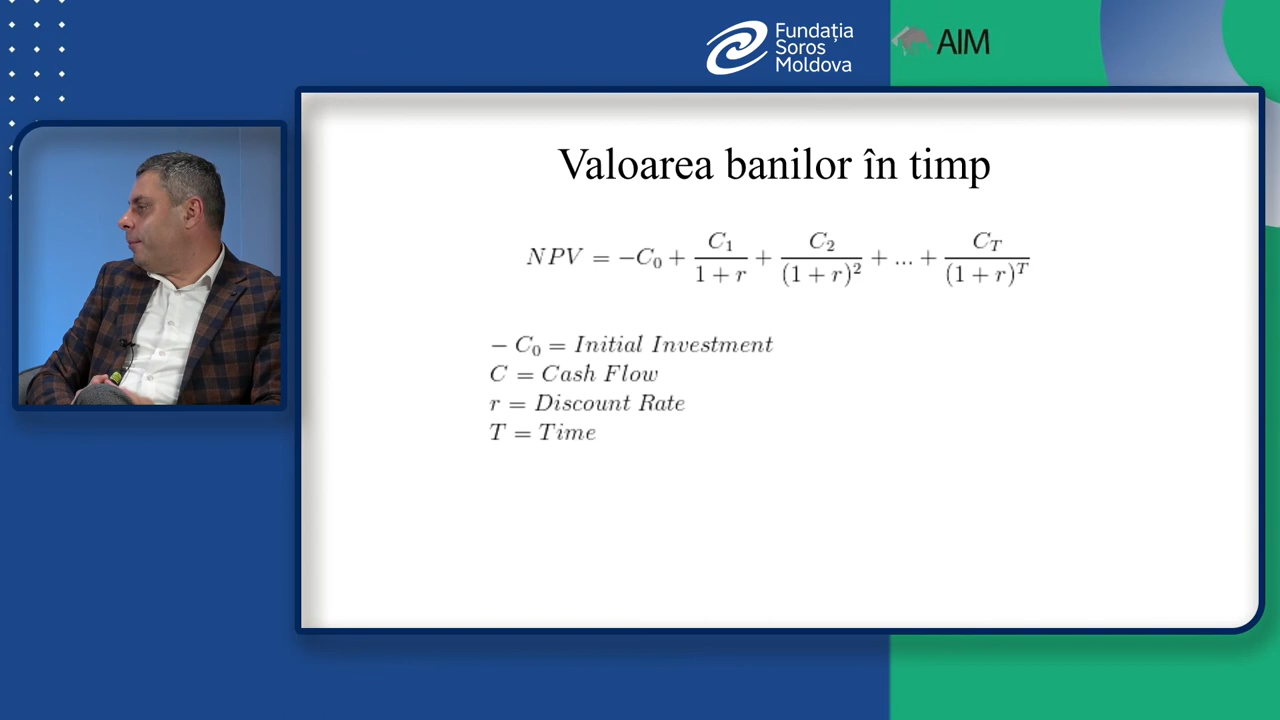 Fundația
Soros
Moldova
AIM
Valoarea banilor în timp
NPV = −C₀ + C₁/(1 + r) + C₂/(1 + r)² + ... + C_T/(1 + r)^T
− C₀ = Initial Investment
C = Cash Flow
r = Discount Rate
T = Time